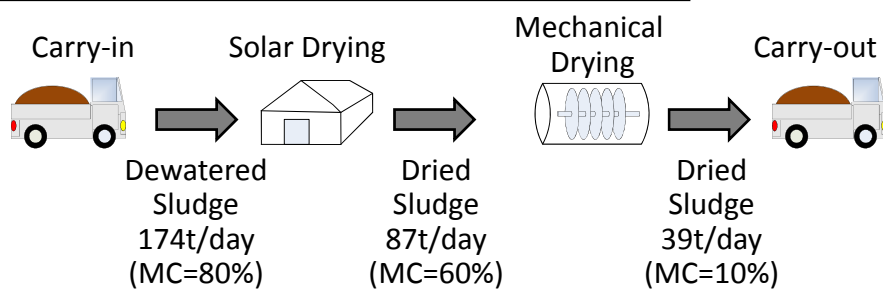 Carry-in
Solar Drying
Mechanical
Drying
Carry-out
Dewatered
Sludge
174t/day
(MC=80%)
Dried
Sludge
87t/day
(MC=60%)
Dried
Sludge
39t/day
(MC=10%)